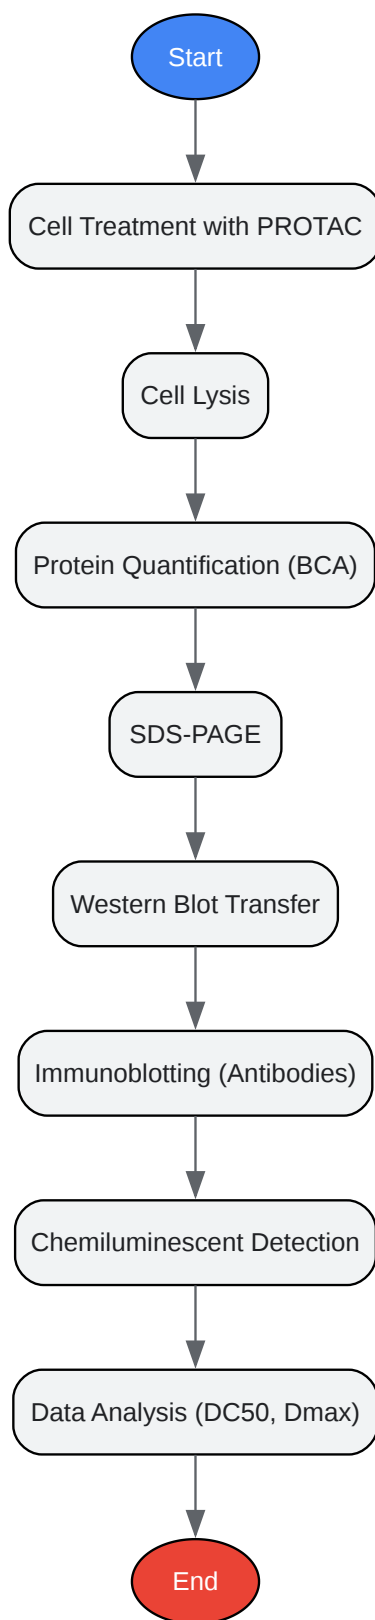 Start
Cell Treatment with PROTAC
Cell Lysis
Protein Quantification (BCA)
SDS-PAGE
Western Blot Transfer
Immunoblotting (Antibodies)
Chemiluminescent Detection
Data Analysis (DC50, Dmax)
End